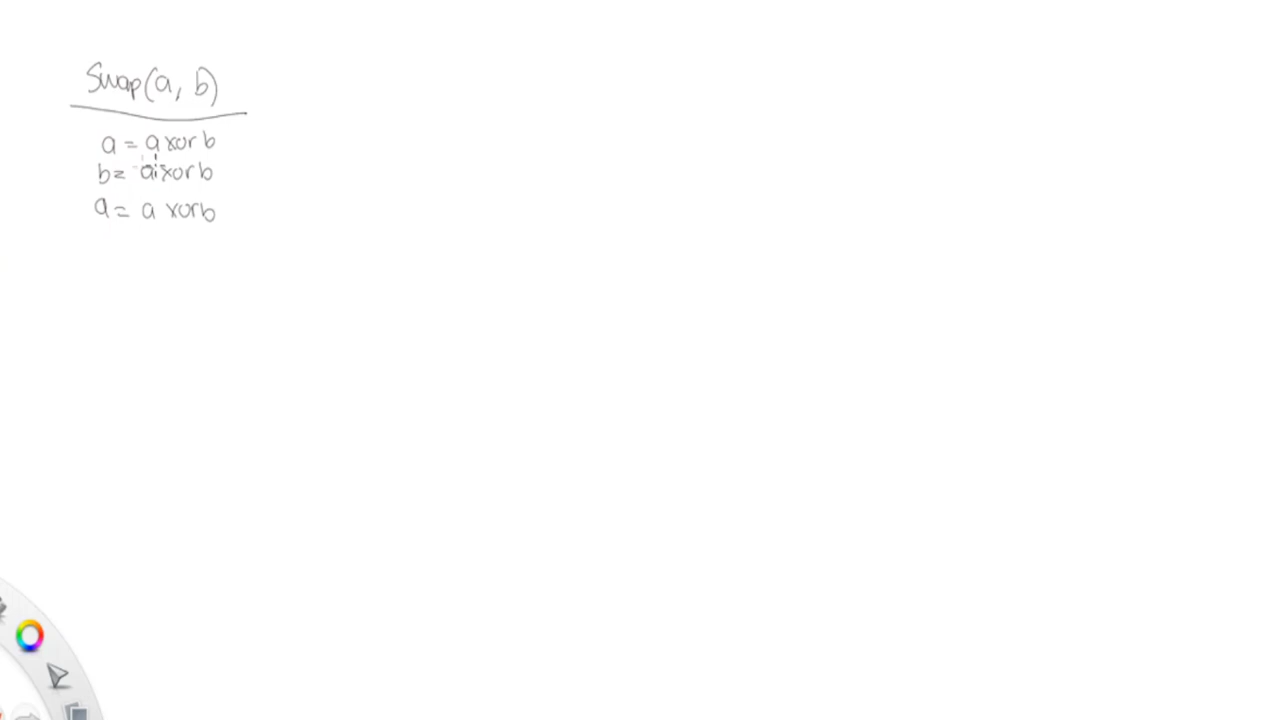 Swap(a, b)
a = a xor b
b = a xor b
a = a xor b